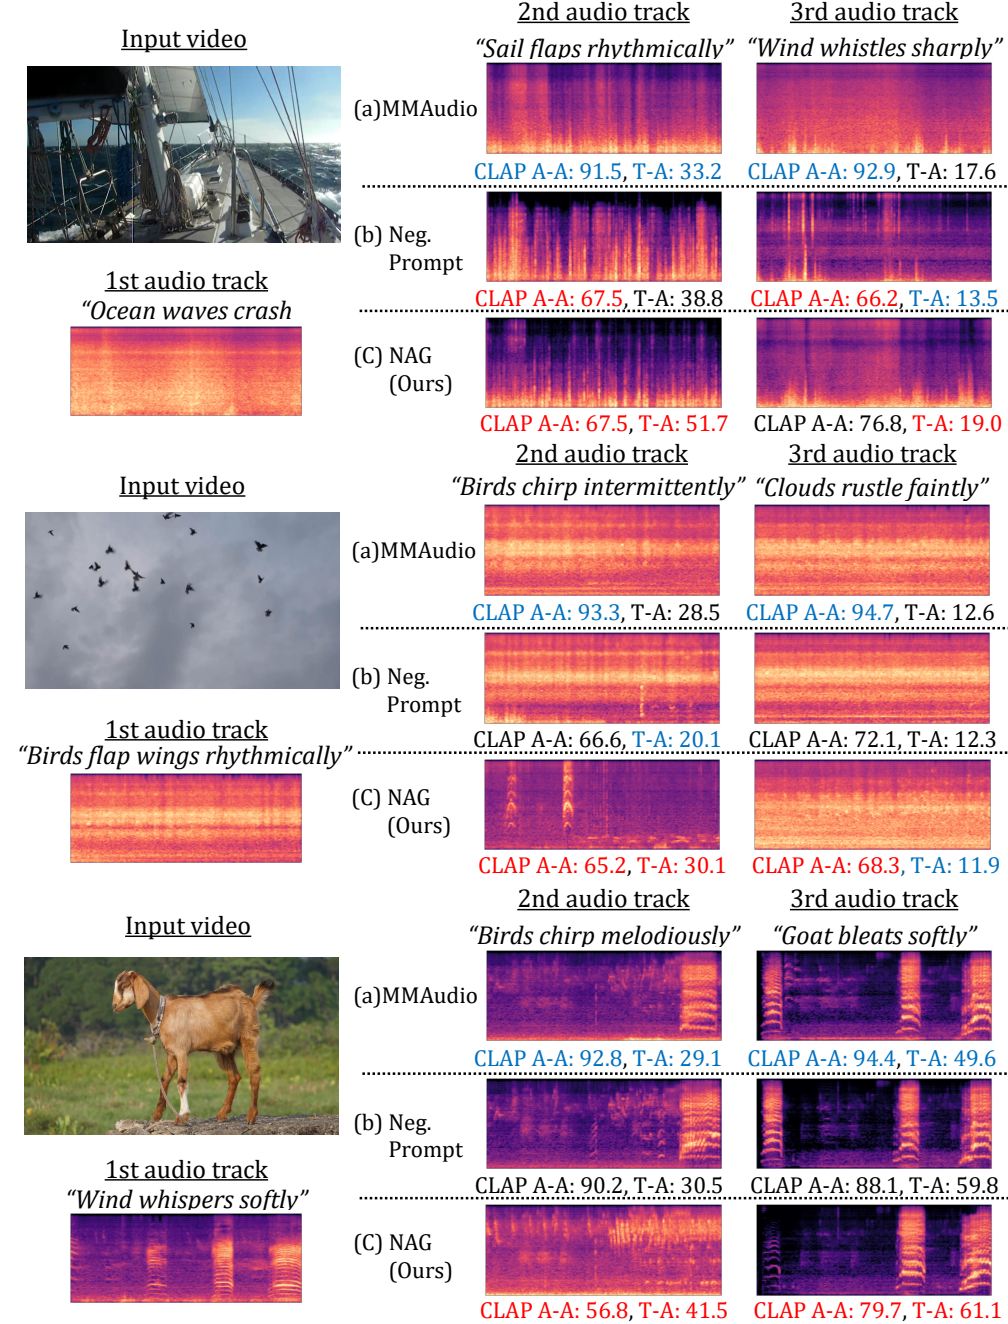 Input video
2nd audio track
3rd audio track
“Sail flaps rhythmically”
“Wind whistles sharply”
(a)MMAudio
CLAP A-A: 91.5, T-A: 33.2
CLAP A-A: 92.9, T-A: 17.6
(b) Neg.
Prompt
CLAP A-A: 67.5, T-A: 38.8
CLAP A-A: 66.2, T-A: 13.5
1st audio track
“Ocean waves crash
(C) NAG
(Ours)
CLAP A-A: 67.5, T-A: 51.7
CLAP A-A: 76.8, T-A: 19.0
Input video
2nd audio track
3rd audio track
“Birds chirp intermittently”
“Clouds rustle faintly”
(a)MMAudio
CLAP A-A: 93.3, T-A: 28.5
CLAP A-A: 94.7, T-A: 12.6
(b) Neg.
Prompt
CLAP A-A: 66.6, T-A: 20.1
CLAP A-A: 72.1, T-A: 12.3
1st audio track
“Birds flap wings rhythmically”
(C) NAG
(Ours)
CLAP A-A: 65.2, T-A: 30.1
CLAP A-A: 68.3, T-A: 11.9
Input video
2nd audio track
3rd audio track
“Birds chirp melodiously”
“Goat bleats softly”
(a)MMAudio
CLAP A-A: 92.8, T-A: 29.1
CLAP A-A: 94.4, T-A: 49.6
(b) Neg.
Prompt
CLAP A-A: 90.2, T-A: 30.5
CLAP A-A: 88.1, T-A: 59.8
1st audio track
“Wind whispers softly”
(C) NAG
(Ours)
CLAP A-A: 56.8, T-A: 41.5
CLAP A-A: 79.7, T-A: 61.1